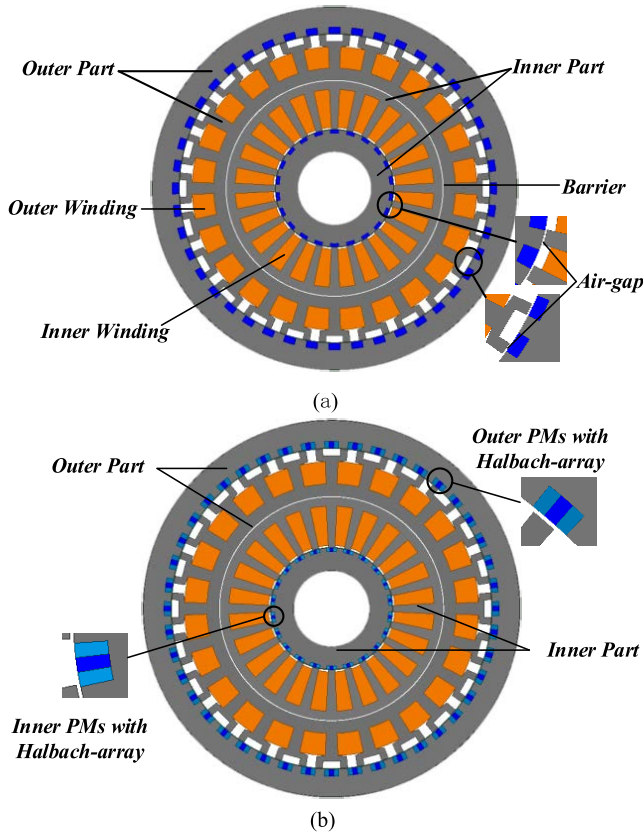 Outer Part
Inner Part
Barrier
Outer Winding
Air-gap
Inner Winding
(a)
Outer PMs with
Halbach-array
Outer Part
Inner Part
Inner PMs with
Halbach-array
(b)